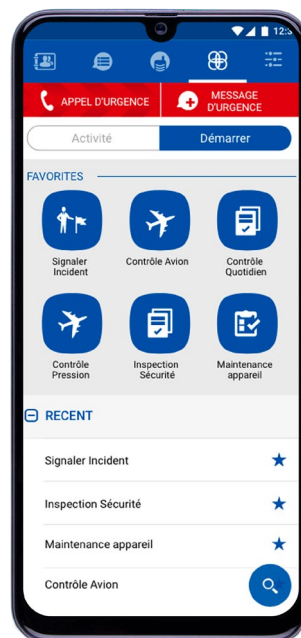 12:3
APPEL D'URGENCE
MESSAGE
D'URGENCE
Activité
Démarrer
FAVORITES
Signaler
Incident
Contrôle Avion
Contrôle
Quotidien
Contrôle
Pression
Inspection
Sécurité
Maintenance
appareil
RECENT
Signaler Incident
Inspection Sécurité
Maintenance appareil
Contrôle Avion